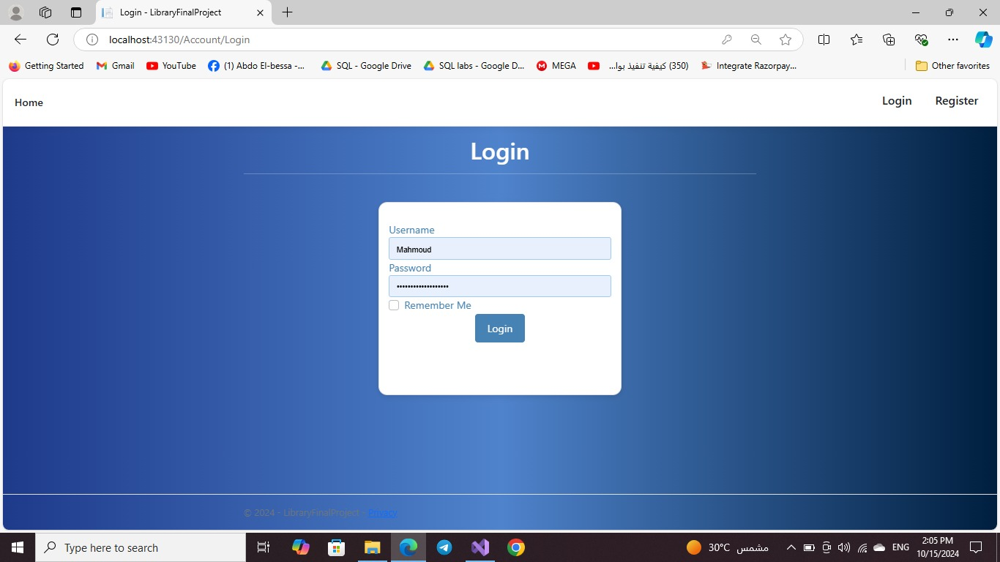 Login - LibraryFinalProject
localhost:43130/Account/Login
Getting Started
Gmail
YouTube
(1) Abdo El-bessa -...
SQL - Google Drive
SQL labs - Google D...
MEGA
(350) كيفية تنفيذ بوا...
Integrate Razorpay...
Other favorites
Home
Login
Register
Login
Username
Mahmoud
Password
Remember Me
Login
© 2024 - LibraryFinalProject - Privacy
Type here to search
30°C مشمس
ENG
2:05 PM
10/15/2024